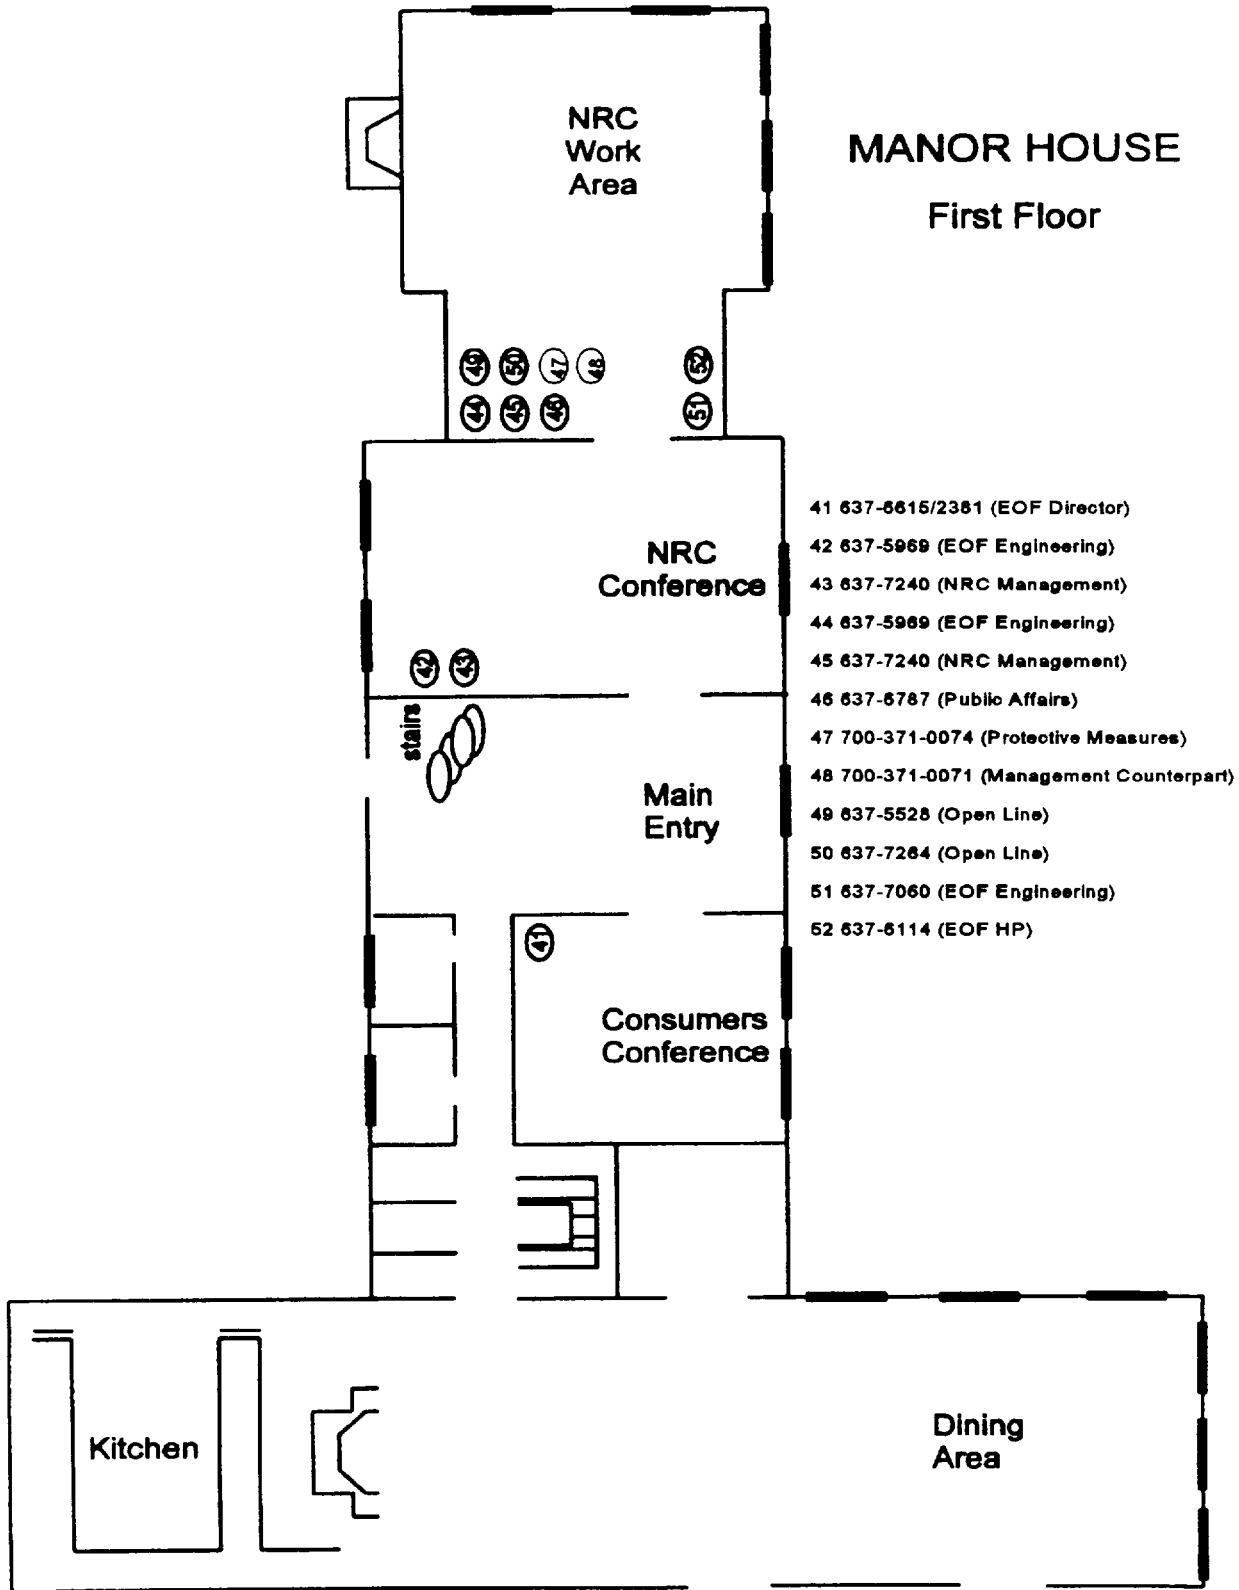 NRC
Work
Area
MANOR HOUSE
First Floor
49 50 47 48 52
44 45 46 51
NRC
Conference
42 43
stairs
Main
Entry
41
Consumers
Conference
41 637-6615/2361 (EOF Director)
42 637-5969 (EOF Engineering)
43 637-7240 (NRC Management)
44 637-5969 (EOF Engineering)
45 637-7240 (NRC Management)
46 637-6787 (Public Affairs)
47 700-371-0074 (Protective Measures)
48 700-371-0071 (Management Counterpart)
49 637-5528 (Open Line)
50 637-7264 (Open Line)
51 637-7060 (EOF Engineering)
52 637-6114 (EOF HP)
Kitchen
Dining
Area